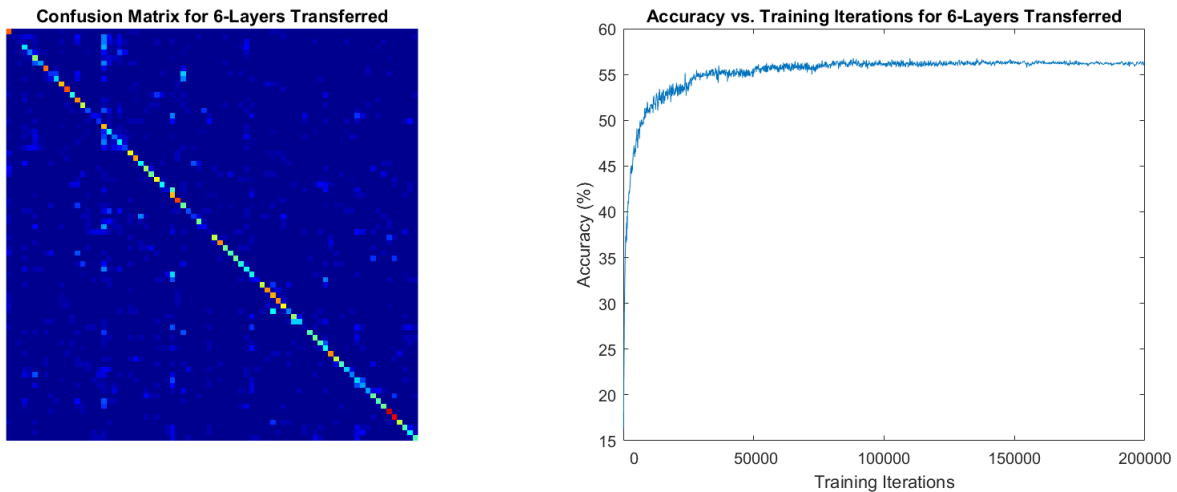 Confusion Matrix for 6-Layers Transferred
Accuracy vs. Training Iterations for 6-Layers Transferred
60
55
50
45
40
35
30
25
20
15
Accuracy (%)
0 50000 100000 150000 200000
Training Iterations